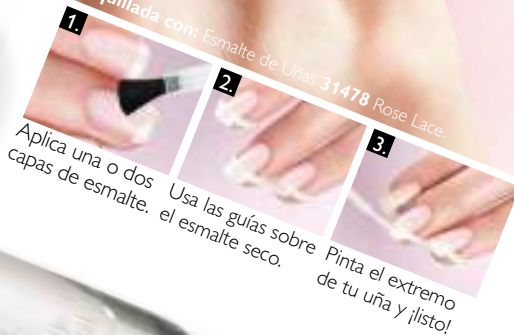 con: Esmalte de Uñas 31478 Rose Lace.
1.
Aplica una o dos
capas de esmalte.
2.
Usa las guías sobre
el esmalte seco.
3.
Pinta el extremo
de tu uña y ¡listo!